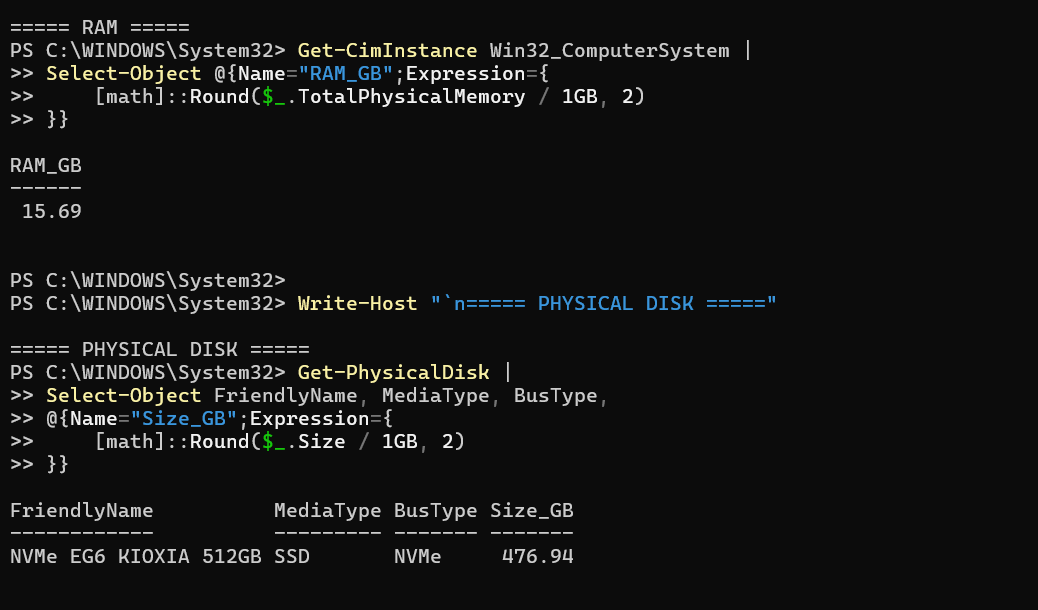 ===== RAM =====
PS C:\WINDOWS\System32> Get-CimInstance Win32_ComputerSystem |
>> Select-Object @{Name="RAM_GB";Expression={
>>     [math]::Round($_.TotalPhysicalMemory / 1GB, 2)
>> }}

RAM_GB
------
 15.69


PS C:\WINDOWS\System32>
PS C:\WINDOWS\System32> Write-Host "`n===== PHYSICAL DISK ====="

===== PHYSICAL DISK =====
PS C:\WINDOWS\System32> Get-PhysicalDisk |
>> Select-Object FriendlyName, MediaType, BusType,
>> @{Name="Size_GB";Expression={
>>     [math]::Round($_.Size / 1GB, 2)
>> }}

FriendlyName          MediaType BusType Size_GB
------------          --------- ------- -------
NVMe EG6 KIOXIA 512GB SSD       NVMe     476.94